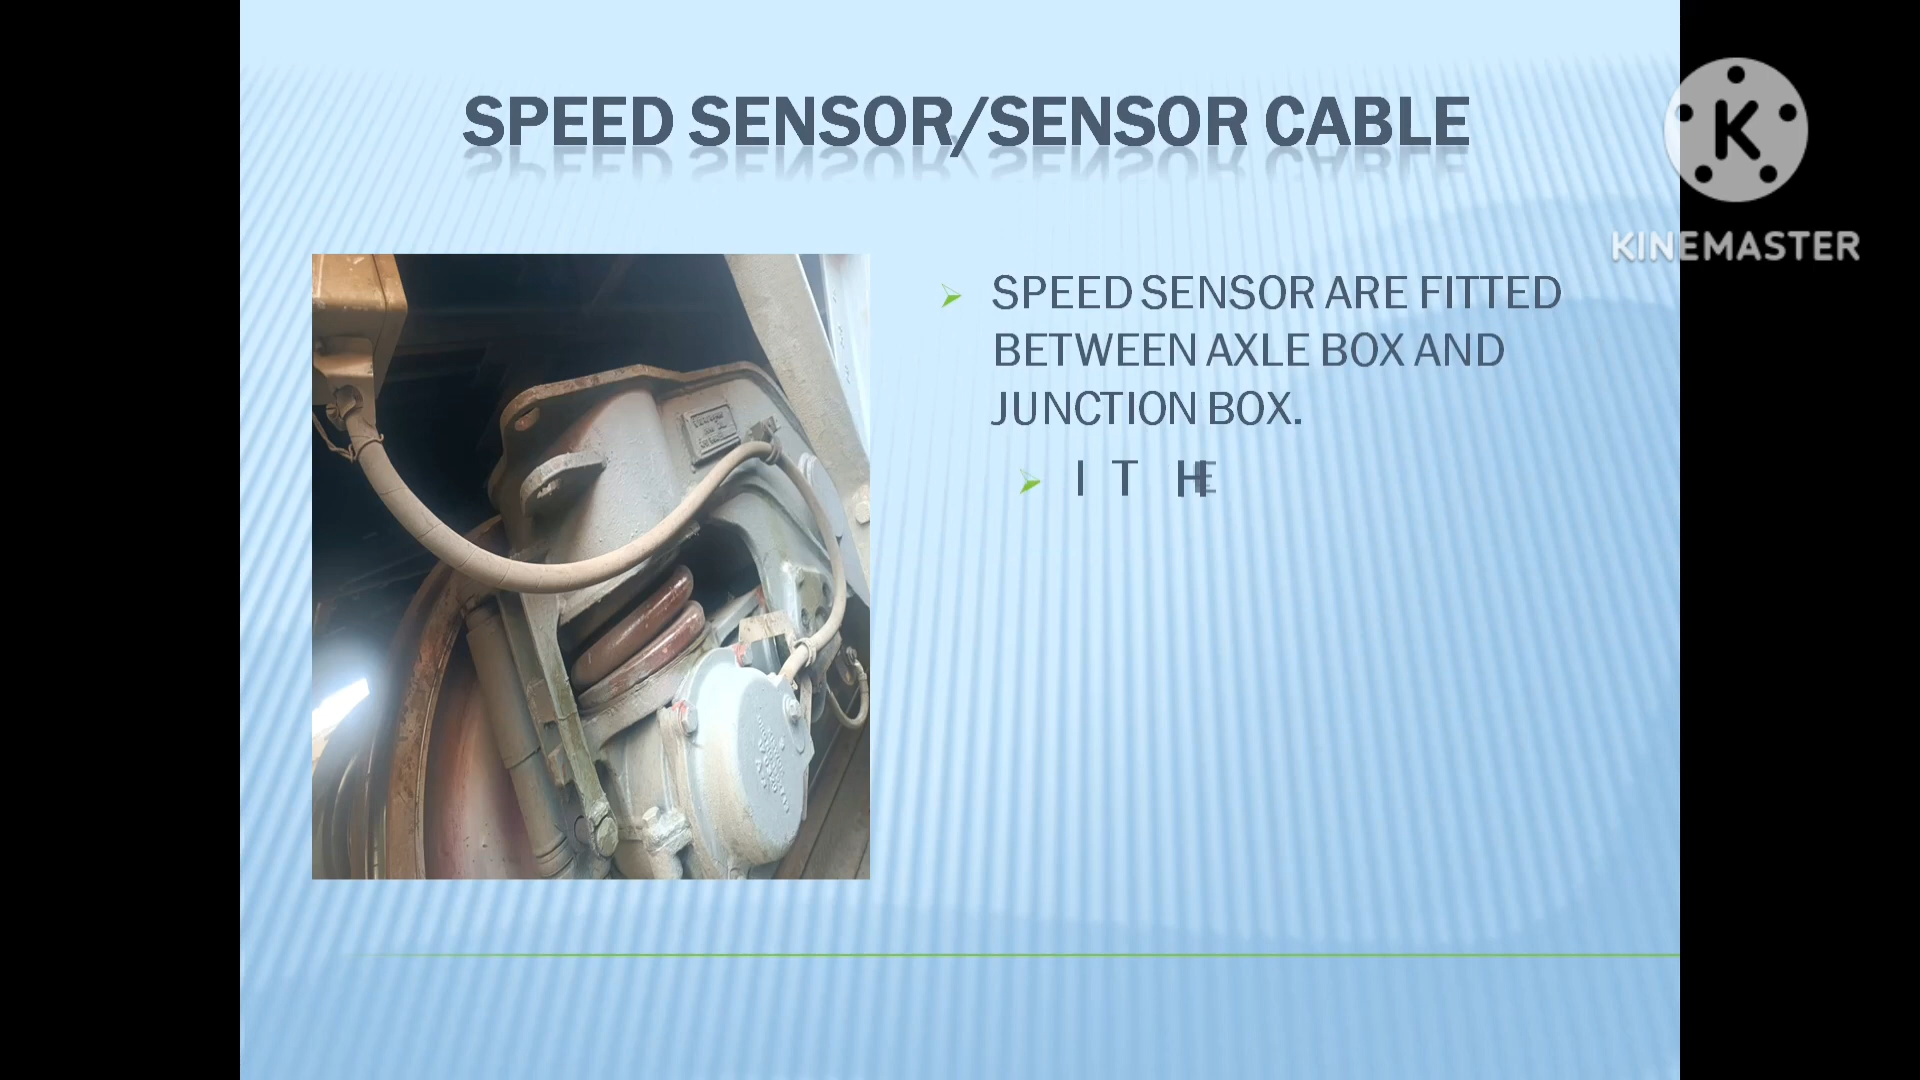 SPEED SENSOR/SENSOR CABLE
K
KINEMASTER
SPEED SENSOR ARE FITTED
BETWEEN AXLE BOX AND
JUNCTION BOX.
I T